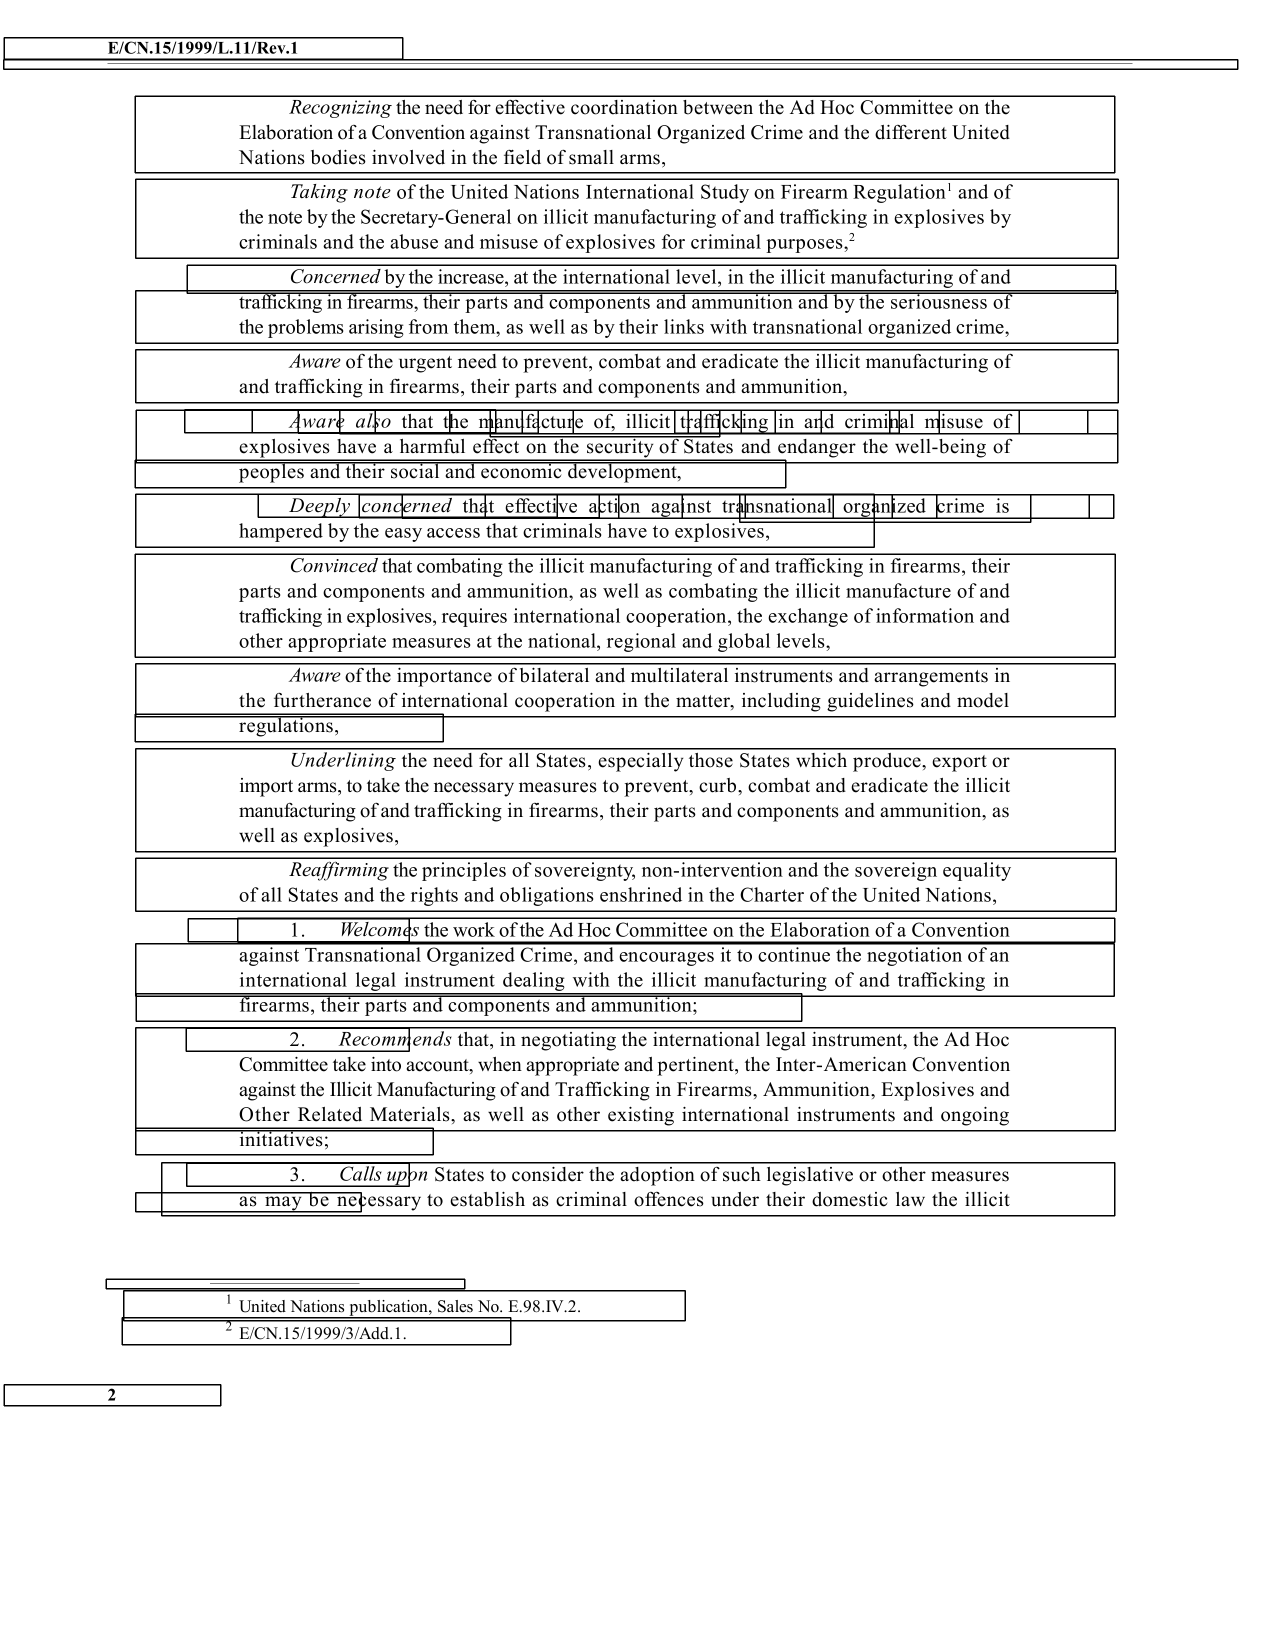 E/CN.15/1999/L.11/Rev.1
Recognizing the need for effective coordination between the Ad Hoc Committee on the
Elaboration of a Convention against Transnational Organized Crime and the different United
Nations bodies involved in the field of small arms,
Taking note of the United Nations International Study on Firearm Regulation1 and of
the note by the Secretary-General on illicit manufacturing of and trafficking in explosives by
criminals and the abuse and misuse of explosives for criminal purposes,2
Concerned by the increase, at the international level, in the illicit manufacturing of and
trafficking in firearms, their parts and components and ammunition and by the seriousness of
the problems arising from them, as well as by their links with transnational organized crime,
Aware of the urgent need to prevent, combat and eradicate the illicit manufacturing of
and trafficking in firearms, their parts and components and ammunition,
Aware also that the manufacture of, illicit trafficking in and criminal misuse of
explosives have a harmful effect on the security of States and endanger the well-being of
peoples and their social and economic development,
Deeply concerned that effective action against transnational organized crime is
hampered by the easy access that criminals have to explosives,
Convinced that combating the illicit manufacturing of and trafficking in firearms, their
parts and components and ammunition, as well as combating the illicit manufacture of and
trafficking in explosives, requires international cooperation, the exchange of information and
other appropriate measures at the national, regional and global levels,
Aware of the importance of bilateral and multilateral instruments and arrangements in
the furtherance of international cooperation in the matter, including guidelines and model
regulations,
Underlining the need for all States, especially those States which produce, export or
import arms, to take the necessary measures to prevent, curb, combat and eradicate the illicit
manufacturing of and trafficking in firearms, their parts and components and ammunition, as
well as explosives,
Reaffirming the principles of sovereignty, non-intervention and the sovereign equality
of all States and the rights and obligations enshrined in the Charter of the United Nations,
1. Welcomes the work of the Ad Hoc Committee on the Elaboration of a Convention
against Transnational Organized Crime, and encourages it to continue the negotiation of an
international legal instrument dealing with the illicit manufacturing of and trafficking in
firearms, their parts and components and ammunition;
2. Recommends that, in negotiating the international legal instrument, the Ad Hoc
Committee take into account, when appropriate and pertinent, the Inter-American Convention
against the Illicit Manufacturing of and Trafficking in Firearms, Ammunition, Explosives and
Other Related Materials, as well as other existing international instruments and ongoing
initiatives;
3. Calls upon States to consider the adoption of such legislative or other measures
as may be necessary to establish as criminal offences under their domestic law the illicit
1 United Nations publication, Sales No. E.98.IV.2.
2 E/CN.15/1999/3/Add.1.
2